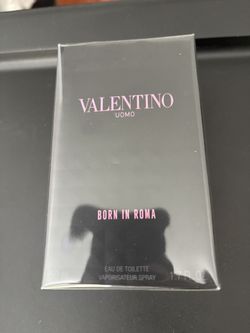 VALENTINO
UOMO
BORN IN ROMA
EAU DE TOILETTE
VAPORISATEUR SPRAY